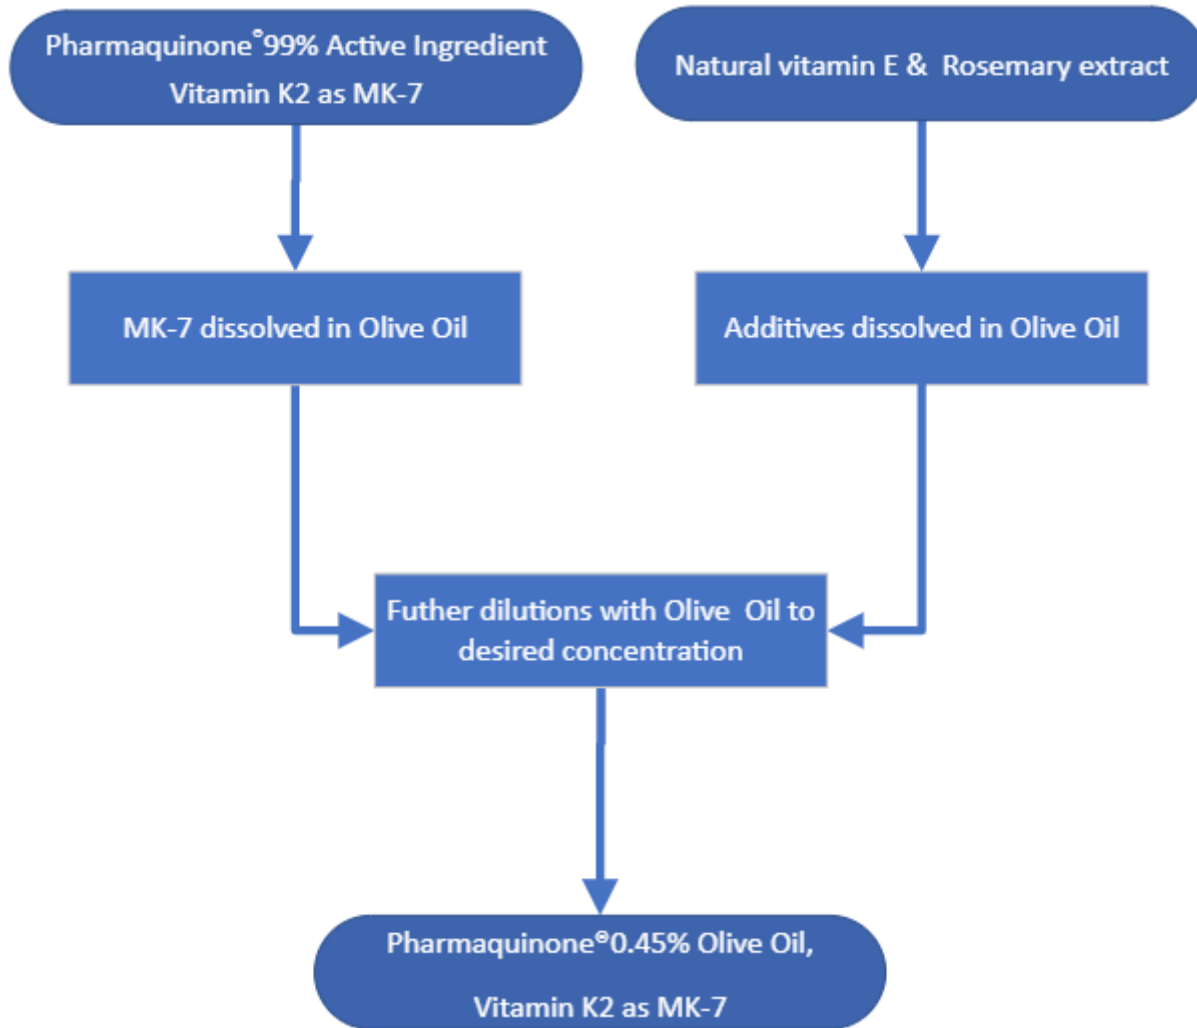 Pharmaquinone®99% Active Ingredient
Vitamin K2 as MK-7
Natural vitamin E & Rosemary extract
MK-7 dissolved in Olive Oil
Additives dissolved in Olive Oil
Futher dilutions with Olive Oil to
desired concentration
Pharmaquinone®0.45% Olive Oil,
Vitamin K2 as MK-7